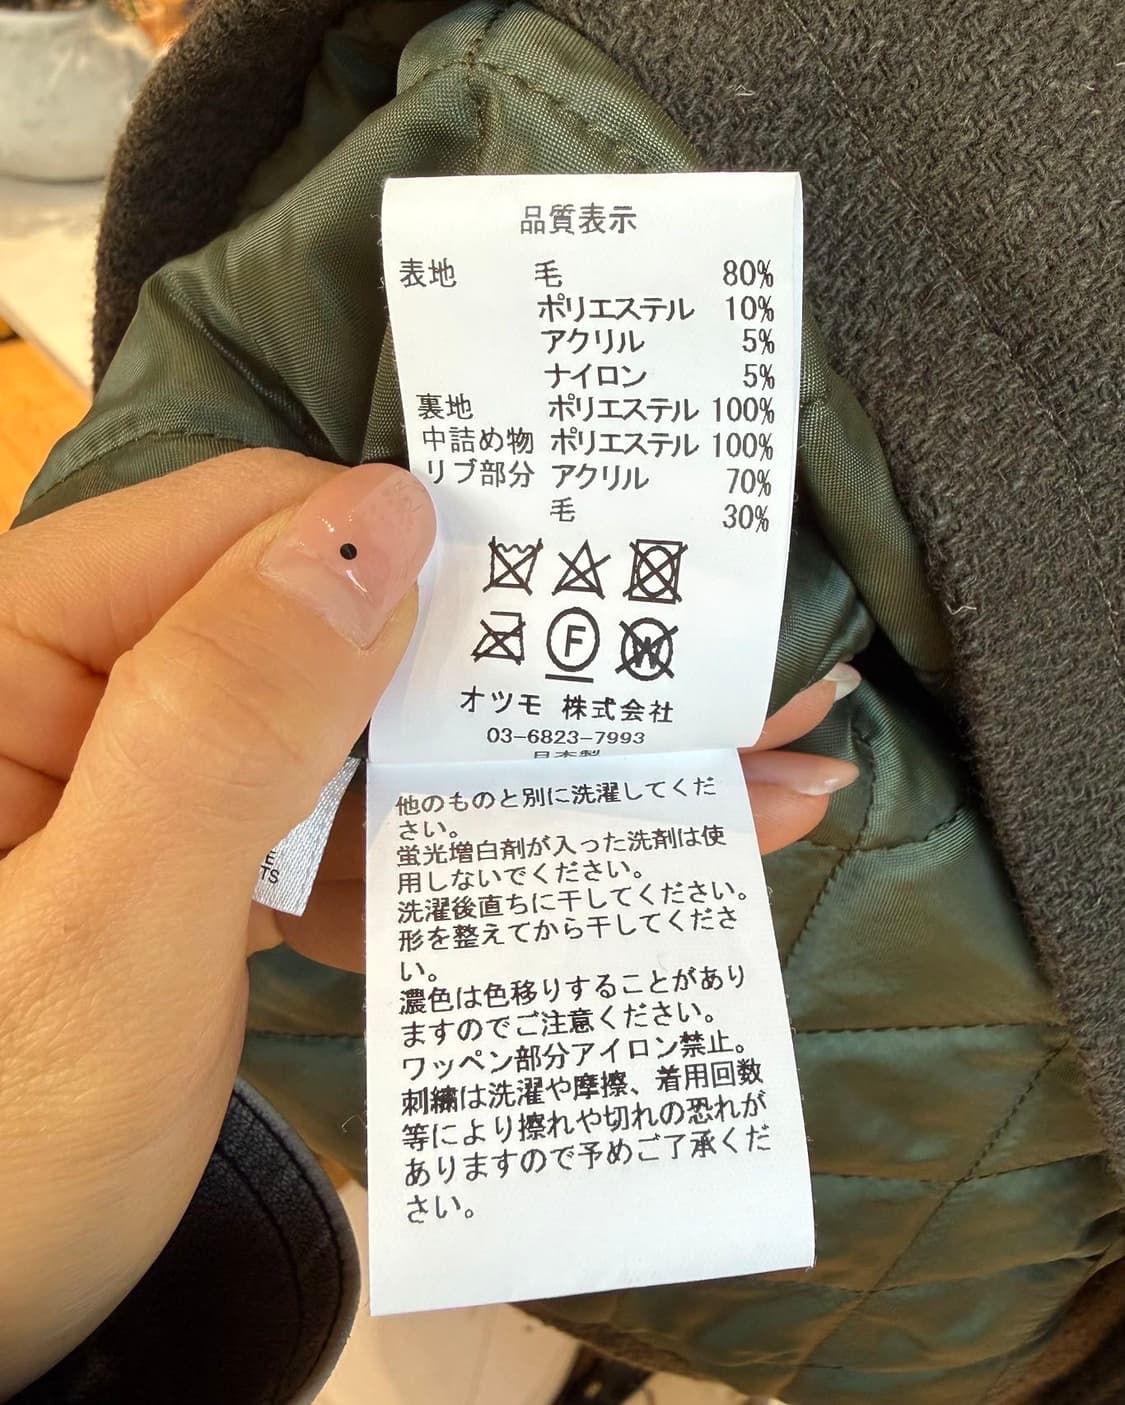 品質表示
表地 毛 80%
ポリエステル 10%
アクリル 5%
ナイロン 5%
裏地 ポリエステル 100%
中詰め物 ポリエステル 100%
リブ部分 アクリル 70%
毛 30%
F
W
オツモ 株式会社
03-6823-7993
日本製
他のものと別に洗濯してくだ
さい。
蛍光増白剤が入った洗剤は使
用しないでください。
洗濯後直ちに干してください。
形を整えてから干してくださ
い。
濃色は色移りすることがあり
ますのでご注意ください。
ワッペン部分アイロン禁止。
刺繍は洗濯や摩擦、着用回数
等により擦れや切れの恐れが
ありますので予めご了承くだ
さい。
E
TS